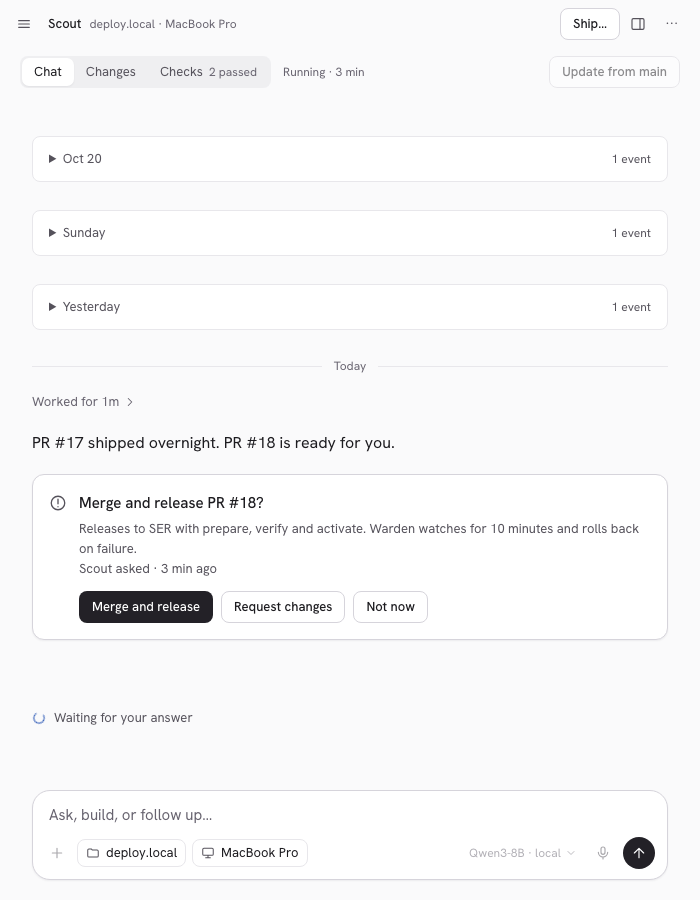 Scout deploy.local · MacBook Pro Ship... ...
Chat Changes Checks 2 passed Running · 3 min Update from main
Oct 20 1 event
Sunday 1 event
Yesterday 1 event
Today
Worked for 1m
PR #17 shipped overnight. PR #18 is ready for you.
Merge and release PR #18?
Releases to SER with prepare, verify and activate. Warden watches for 10 minutes and rolls back
on failure.
Scout asked · 3 min ago
Merge and release Request changes Not now
Waiting for your answer
Ask, build, or follow up...
deploy.local MacBook Pro Qwen3-8B · local